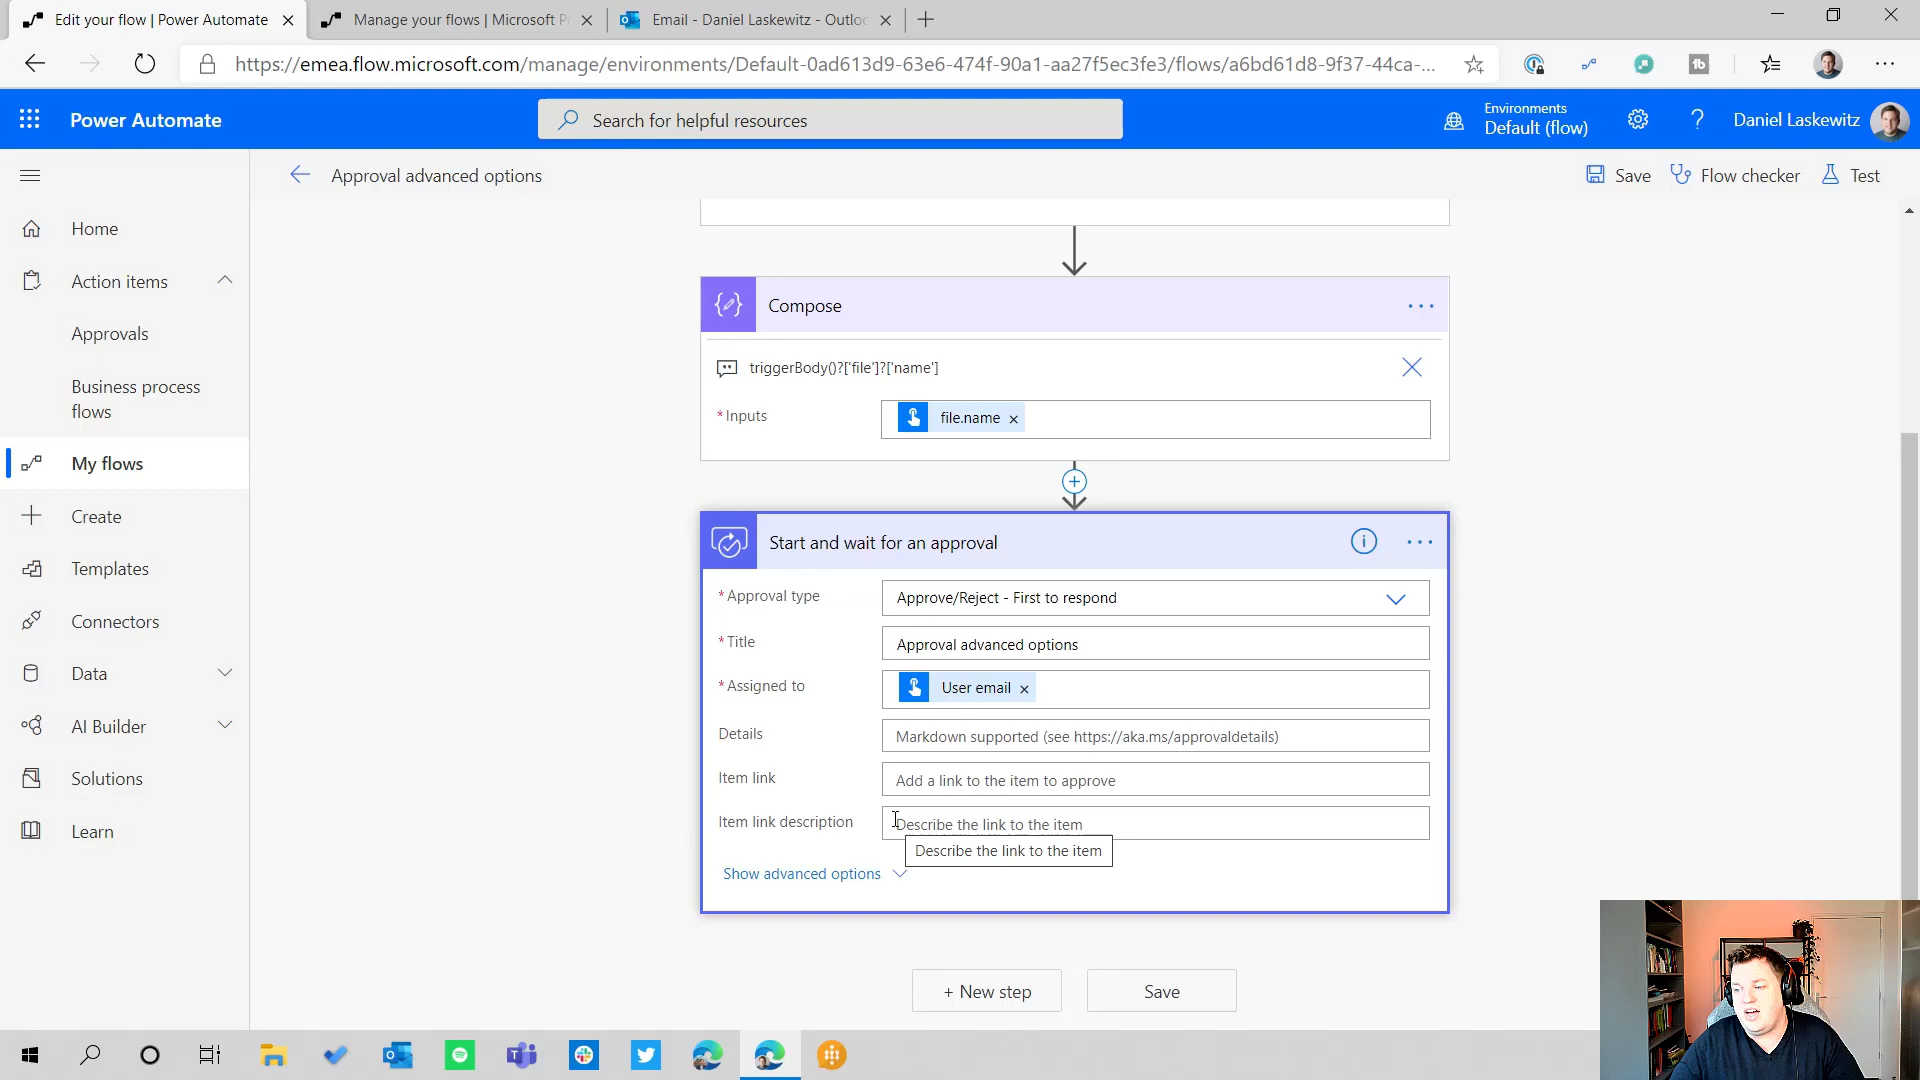 Edit your flow | Power Automate
Manage your flows | Microsoft P
Email - Daniel Laskewitz - Outloo
https://emea.flow.microsoft.com/manage/environments/Default-0ad613d9-63e6-474f-90a1-aa27f5ec3fe3/flows/a6bd61d8-9f37-44ca-...
Power Automate
Search for helpful resources
Environments
Default (flow)
?
Daniel Laskewitz
Approval advanced options
Save
Flow checker
Test
Home
Action items
Approvals
Business process
flows
My flows
Create
Templates
Connectors
Data
AI Builder
Solutions
Learn
Compose
triggerBody()?['file']?['name']
* Inputs
file.name
Start and wait for an approval
* Approval type
Approve/Reject - First to respond
* Title
Approval advanced options
* Assigned to
User email
Details
Markdown supported (see https://aka.ms/approvaldetails)
Item link
Add a link to the item to approve
Item link description
Describe the link to the item
Describe the link to the item
Show advanced options
+ New step
Save